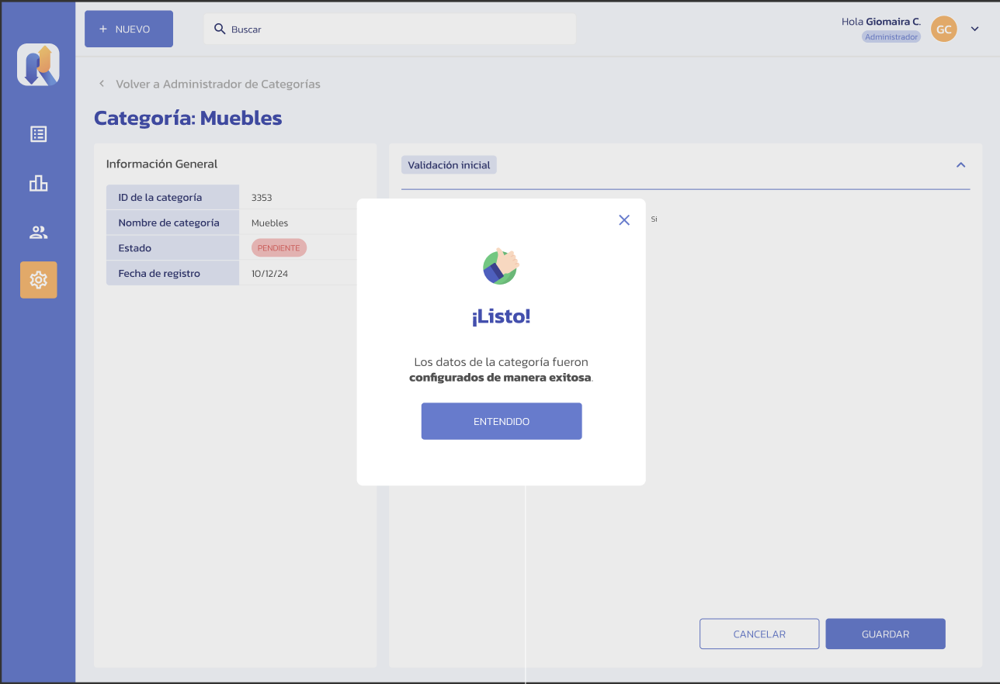 + NUEVO
Buscar
Hola Giomaira C.
Administrador
GC
Volver a Administrador de Categorías
Categoría: Muebles
Información General
ID de la categoría 3353
Nombre de categoría Muebles
Estado PENDIENTE
Fecha de registro 10/12/24
Validación inicial
Si
¡Listo!
Los datos de la categoría fueron
configurados de manera exitosa.
ENTENDIDO
CANCELAR
GUARDAR